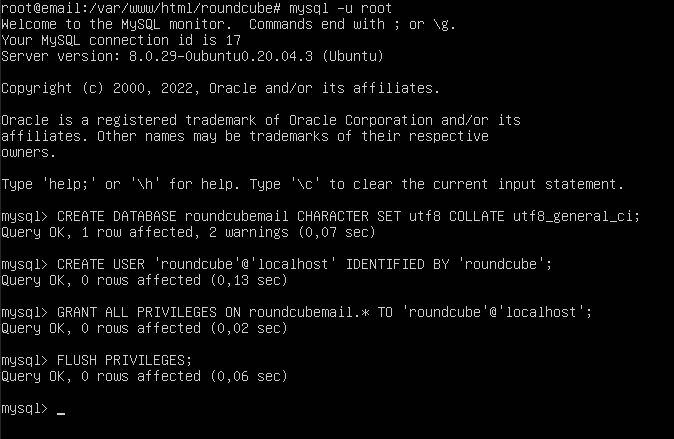 root@email:/var/www/html/roundcube# mysql -u root
Welcome to the MySQL monitor.  Commands end with ; or \g.
Your MySQL connection id is 17
Server version: 8.0.29-0ubuntu0.20.04.3 (Ubuntu)
Copyright (c) 2000, 2022, Oracle and/or its affiliates.
Oracle is a registered trademark of Oracle Corporation and/or its
affiliates. Other names may be trademarks of their respective
owners.
Type 'help;' or '\h' for help. Type '\c' to clear the current input statement.
mysql> CREATE DATABASE roundcubemail CHARACTER SET utf8 COLLATE utf8_general_ci;
Query OK, 1 row affected, 2 warnings (0,07 sec)
mysql> CREATE USER 'roundcube'@'localhost' IDENTIFIED BY 'roundcube';
Query OK, 0 rows affected (0,13 sec)
mysql> GRANT ALL PRIVILEGES ON roundcubemail.* TO 'roundcube'@'localhost';
Query OK, 0 rows affected (0,02 sec)
mysql> FLUSH PRIVILEGES;
Query OK, 0 rows affected (0,06 sec)
mysql> _